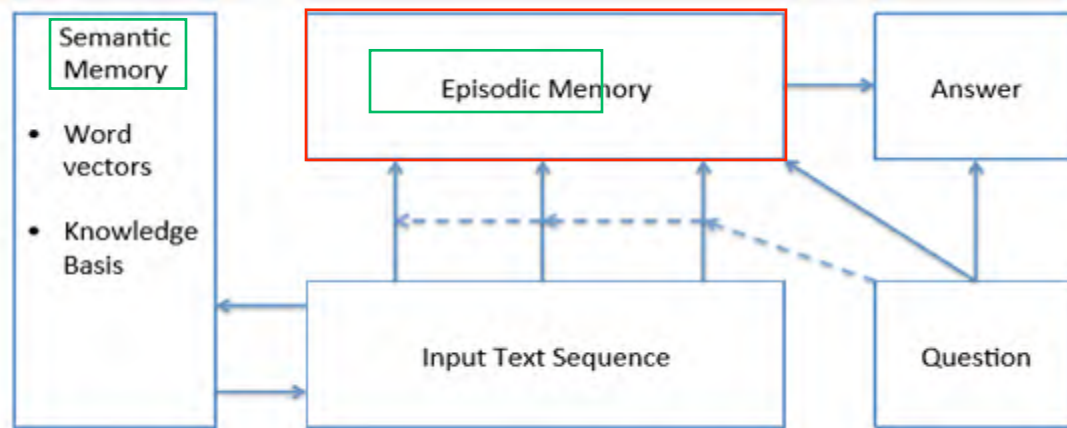 Semantic
Memory
• Word
vectors
• Knowledge
Basis
Episodic Memory
Answer
Input Text Sequence
Question